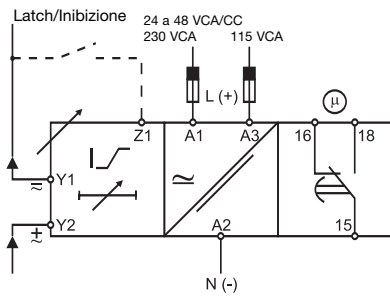 Latch/Inibizione
24 a 48 VCA/CC
230 VCA
115 VCA
L (+)
μ
Z1
A1
A3
16
18
Y1
Y2
A2
15
N (-)